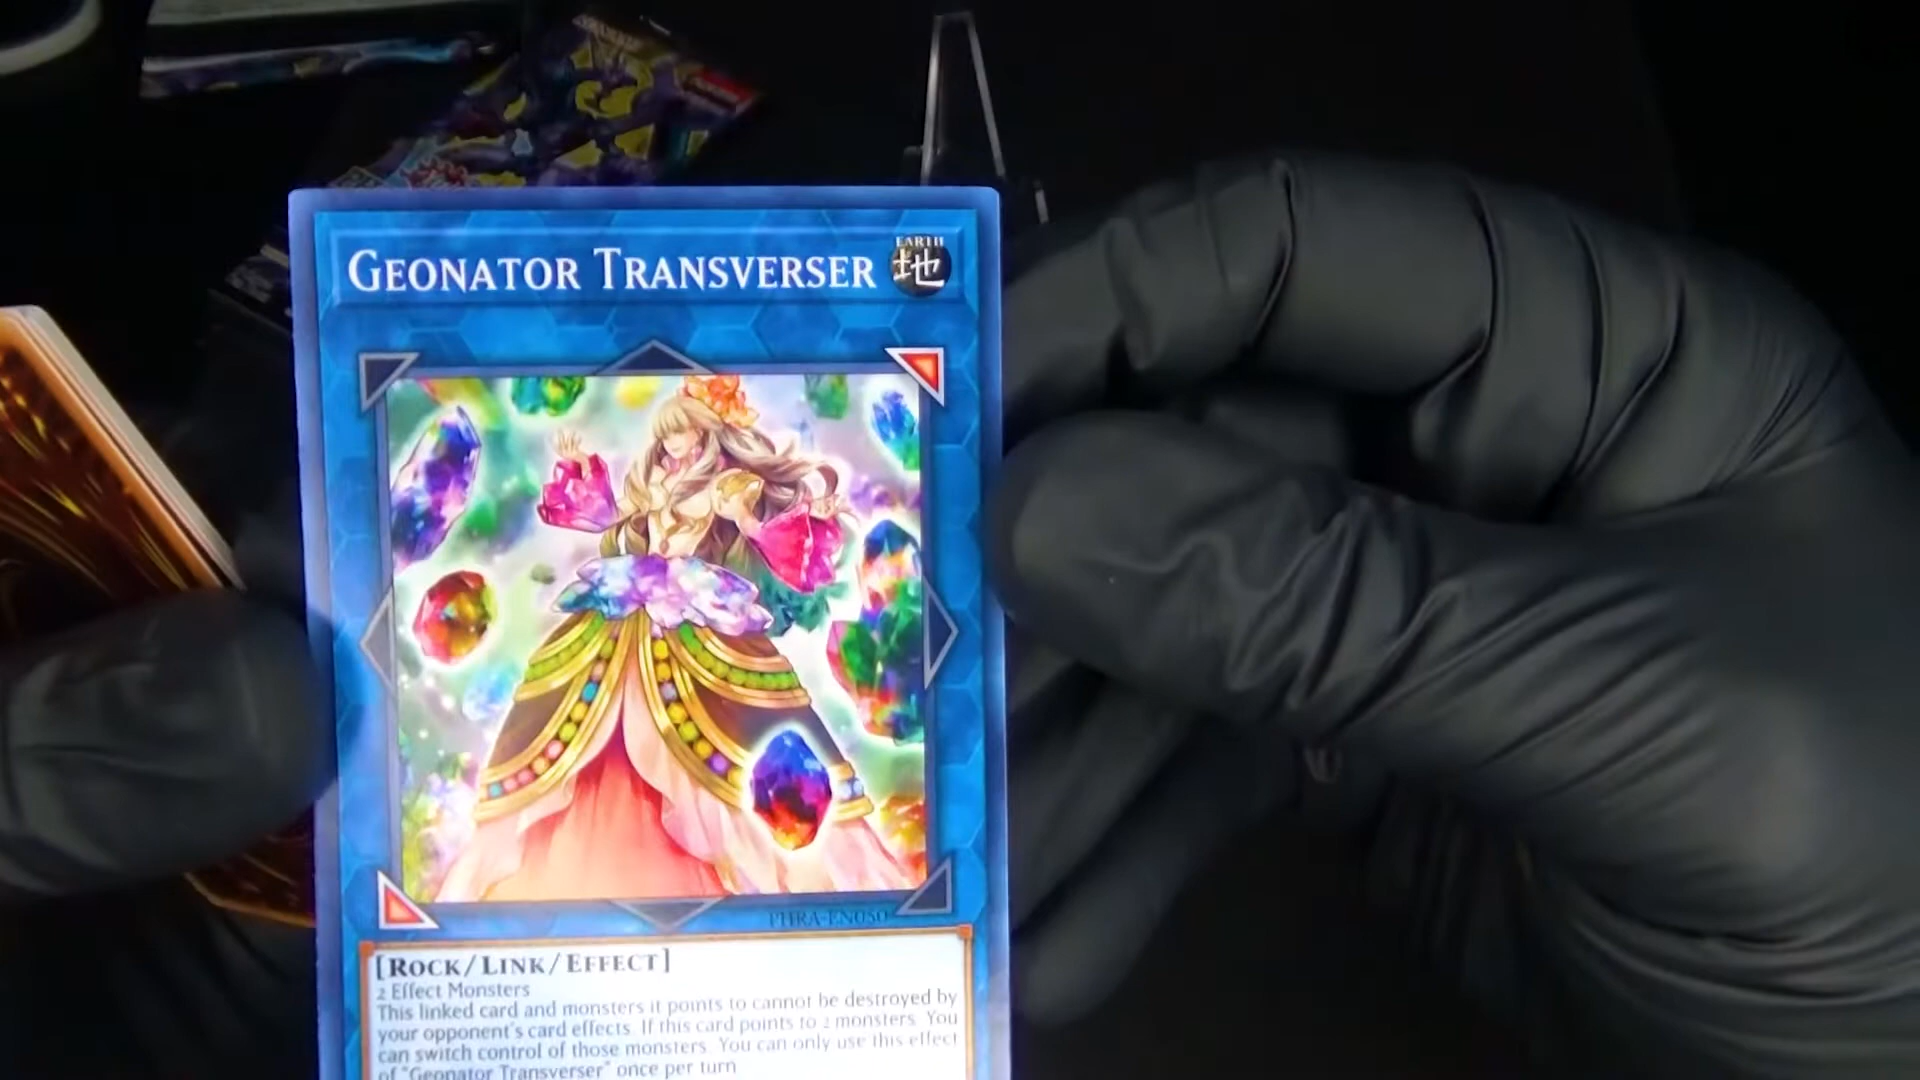 GEONATOR TRANSVERSER
EARTH
地
PHRA-EN050
[ROCK/LINK/EFFECT]
2 Effect Monsters
This linked card and monsters it points to cannot be destroyed by
your opponent's card effects. If this card points to 2 monsters: You
can switch control of those monsters. You can only use this effect
of "Geonator Transverser" once per turn